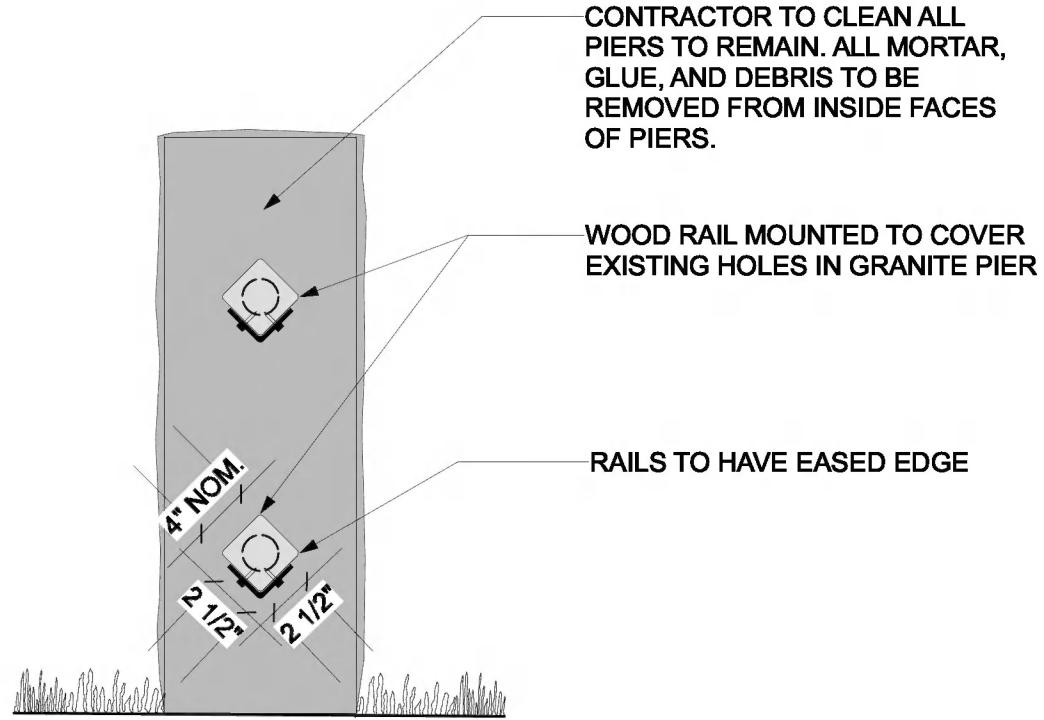 CONTRACTOR TO CLEAN ALL
PIERS TO REMAIN. ALL MORTAR,
GLUE, AND DEBRIS TO BE
REMOVED FROM INSIDE FACES
OF PIERS.
WOOD RAIL MOUNTED TO COVER
EXISTING HOLES IN GRANITE PIER
RAILS TO HAVE EASED EDGE
4" NOM.
2 1/2"
2 1/2"